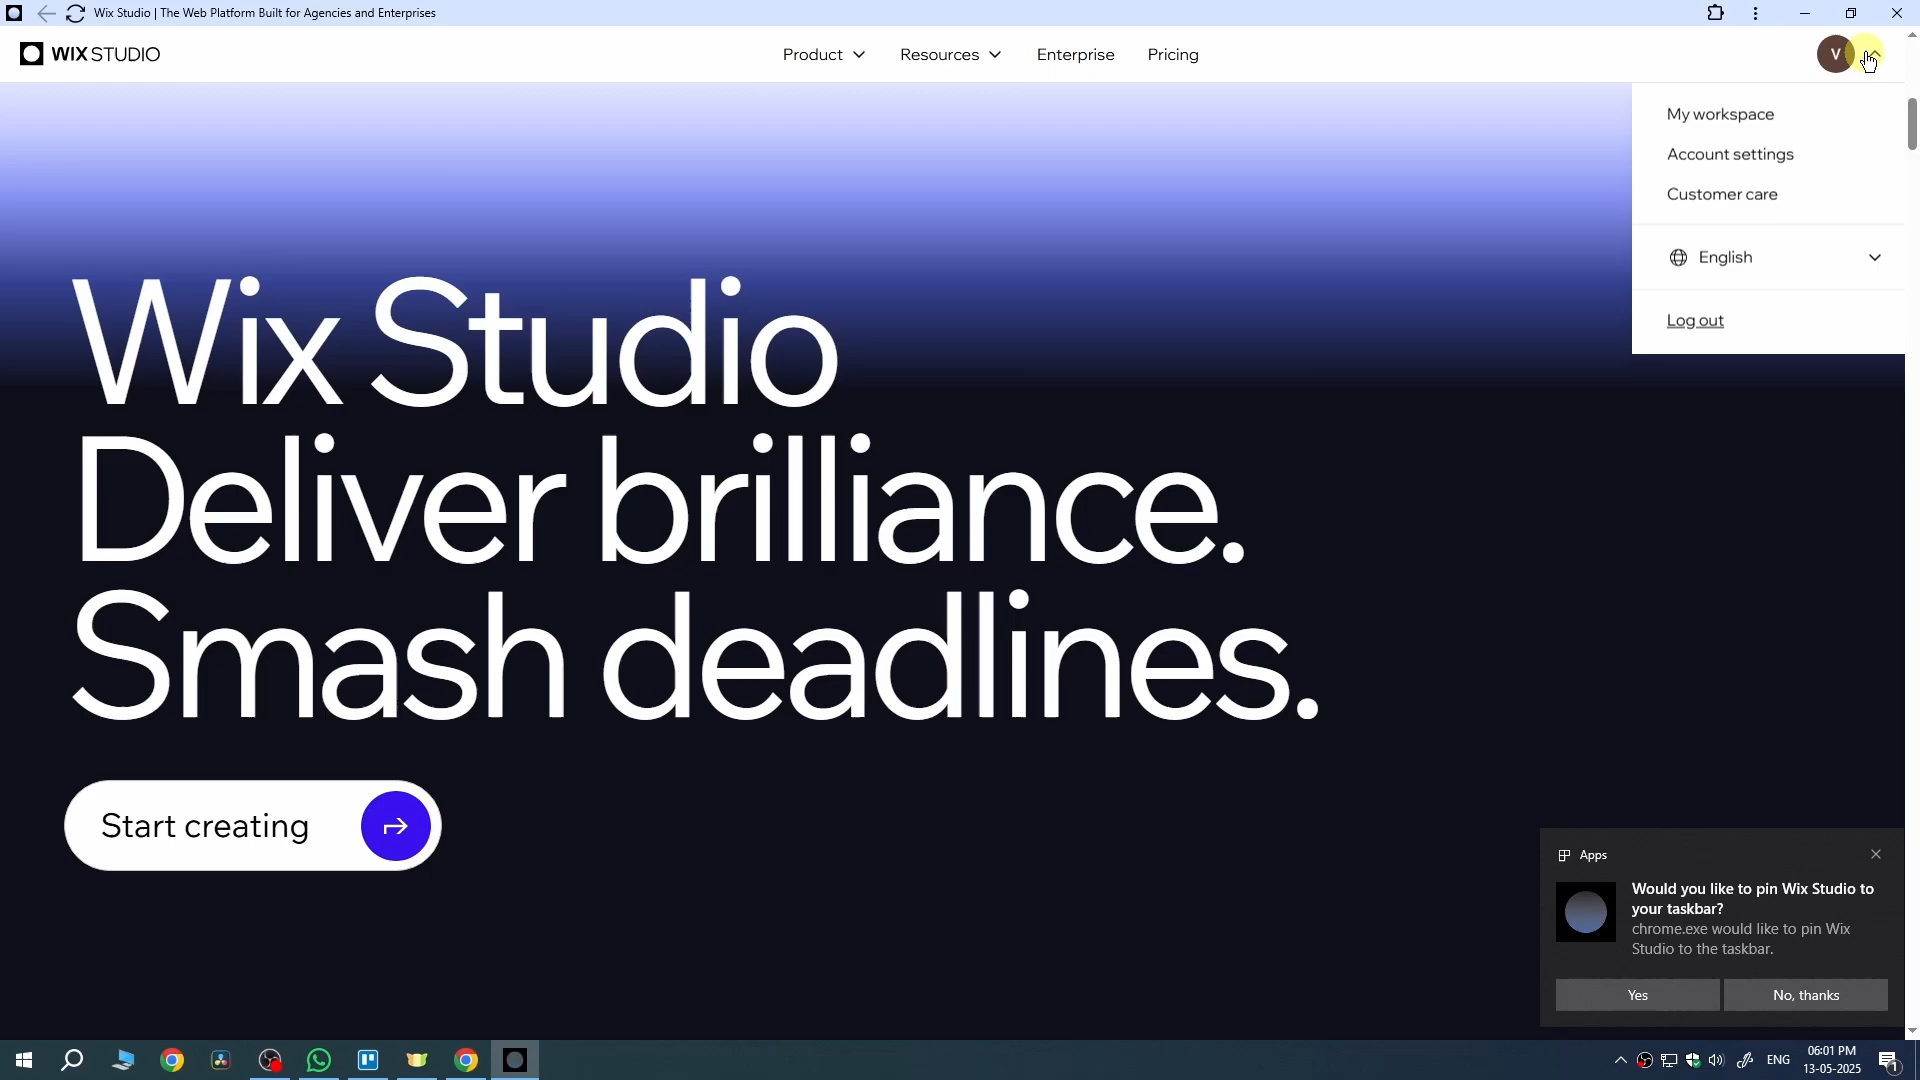 Wix Studio | The Web Platform Built for Agencies and Enterprises
WIX STUDIO
Product
Resources
Enterprise
Pricing
V
My workspace
Account settings
Customer care
English
Log out
Wix Studio
Deliver brilliance.
Smash deadlines.
Start creating
Apps
Would you like to pin Wix Studio to
your taskbar?
chrome.exe would like to pin Wix
Studio to the taskbar.
Yes
No, thanks
ENG
06:01 PM
13-05-2025
1